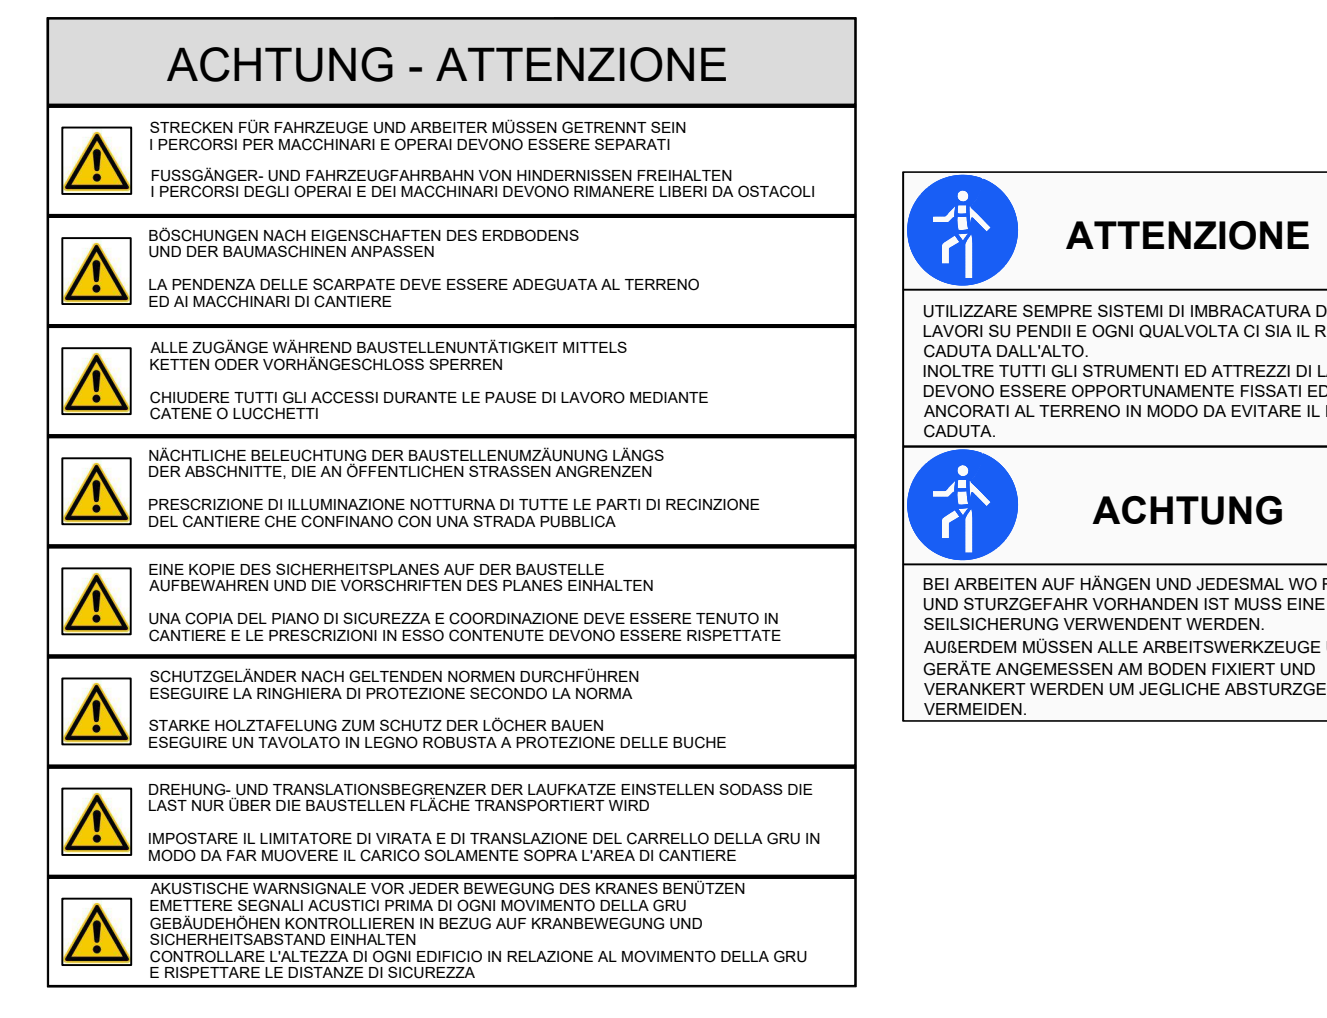 ACHTUNG - ATTENZIONE
STRECKEN FÜR FAHRZEUGE UND ARBEITER MÜSSEN GETRENNT SEIN
I PERCORSI PER MACCHINARI E OPERAI DEVONO ESSERE SEPARATI
FUSSGÄNGER- UND FAHRZEUGFAHRBAHN VON HINDERNISSEN FREIHALTEN
I PERCORSI DEGLI OPERAI E DEI MACCHINARI DEVONO RIMANERE LIBERI DA OSTACOLI
BÖSCHUNGEN NACH EIGENSCHAFTEN DES ERDBODENS
UND DER BAUMASCHINEN ANPASSEN
LA PENDENZA DELLE SCARPATE DEVE ESSERE ADEGUATA AL TERRENO
ED AI MACCHINARI DI CANTIERE
ALLE ZUGÄNGE WÄHREND BAUSTELLENUNTÄTIGKEIT MITTELS
KETTEN ODER VORHÄNGESCHLOSS SPERREN
CHIUDERE TUTTI GLI ACCESSI DURANTE LE PAUSE DI LAVORO MEDIANTE
CATENE O LUCCHETTI
NÄCHTLICHE BELEUCHTUNG DER BAUSTELLENUMZÄUNUNG LÄNGS
DER ABSCHNITTE, DIE AN ÖFFENTLICHEN STRASSEN ANGRENZEN
PRESCRIZIONE DI ILLUMINAZIONE NOTTURNA DI TUTTE LE PARTI DI RECINZIONE
DEL CANTIERE CHE CONFINANO CON UNA STRADA PUBBLICA
EINE KOPIE DES SICHERHEITSPLANES AUF DER BAUSTELLE
AUFBEWAHREN UND DIE VORSCHRIFTEN DES PLANES EINHALTEN
UNA COPIA DEL PIANO DI SICUREZZA E COORDINAZIONE DEVE ESSERE TENUTO IN
CANTIERE E LE PRESCRIZIONI IN ESSO CONTENUTE DEVONO ESSERE RISPETTATE
SCHUTZGELÄNDER NACH GELTENDEN NORMEN DURCHFÜHREN
ESEGUIRE LA RINGHIERA DI PROTEZIONE SECONDO LA NORMA
STARKE HOLZTAFELUNG ZUM SCHUTZ DER LÖCHER BAUEN
ESEGUIRE UN TAVOLATO IN LEGNO ROBUSTA A PROTEZIONE DELLE BUCHE
DREHUNG- UND TRANSLATIONSBEGRENZER DER LAUFKATZE EINSTELLEN SODASS DIE
LAST NUR ÜBER DIE BAUSTELLEN FLÄCHE TRANSPORTIERT WIRD
IMPOSTARE IL LIMITATORE DI VIRATA E DI TRANSLAZIONE DEL CARRELLO DELLA GRU IN
MODO DA FAR MUOVERE IL CARICO SOLAMENTE SOPRA L'AREA DI CANTIERE
AKUSTISCHE WARNSIGNALE VOR JEDER BEWEGUNG DES KRANES BENÜTZEN
EMETTERE SEGNALI ACUSTICI PRIMA DI OGNI MOVIMENTO DELLA GRU
GEBÄUDEHÖHEN KONTROLLIEREN IN BEZUG AUF KRANBEWEGUNG UND
SICHERHEITSABSTAND EINHALTEN
CONTROLLARE L'ALTEZZA DI OGNI EDIFICIO IN RELAZIONE AL MOVIMENTO DELLA GRU
E RISPETTARE LE DISTANZE DI SICUREZZA
ATTENZIONE
UTILIZZARE SEMPRE SISTEMI DI IMBRACATURA
LAVORI SU PENDII E OGNI QUALVOLTA CI SIA IL
CADUTA DALL'ALTO.
INOLTRE TUTTI GLI STRUMENTI ED ATTREZZI DI
DEVONO ESSERE OPPORTUNAMENTE FISSATI ED
ANCORATI AL TERRENO IN MODO DA EVITARE IL
CADUTA.
ACHTUNG
BEI ARBEITEN AUF HÄNGEN UND JEDESMAL WO
UND STURZGEFAHR VORHANDEN IST MUSS EINE
SEILSICHERUNG VERWENDENT WERDEN.
AUßERDEM MÜSSEN ALLE ARBEITSWERKZEUGE
GERÄTE ANGEMESSEN AM BODEN FIXIERT UND
VERANKERT WERDEN UM JEGLICHE
VERMEIDEN.